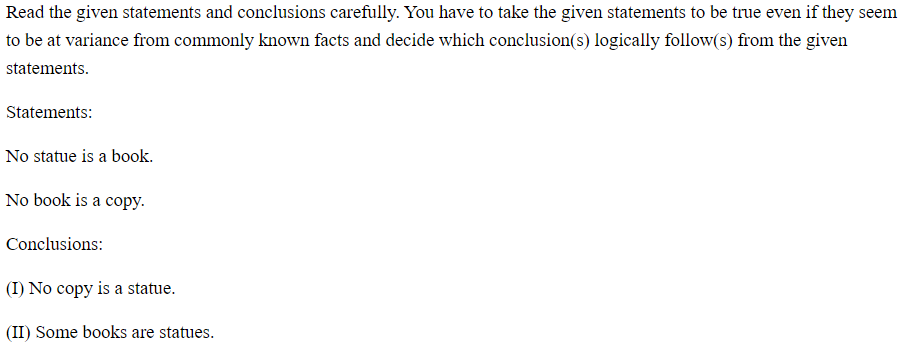 Read the given statements and conclusions carefully. You have to take the given statements to be true even if they seem
to be at variance from commonly known facts and decide which conclusion(s) logically follow(s) from the given
statements.
Statements:
No statue is a book.
No book is a copy.
Conclusions:
(I) No copy is a statue.
(II) Some books are statues.